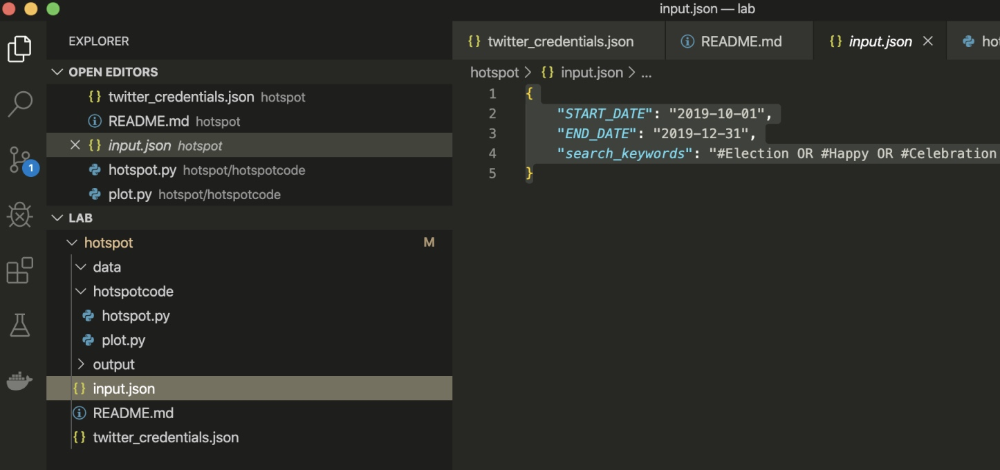 input.json — lab
EXPLORER
OPEN EDITORS
twitter_credentials.json hotspot
README.md hotspot
input.json hotspot
hotspot.py hotspot/hotspotcode
plot.py hotspot/hotspotcode
LAB
hotspot M
data
hotspotcode
hotspot.py
plot.py
output
input.json
README.md
twitter_credentials.json
1
{} twitter_credentials.json README.md {} input.json
hotspot > {} input.json > ...
1 {
2 "START_DATE": "2019-10-01",
3 "END_DATE": "2019-12-31",
4 "search_keywords": "#Election OR #Happy OR #Celebration
5 }